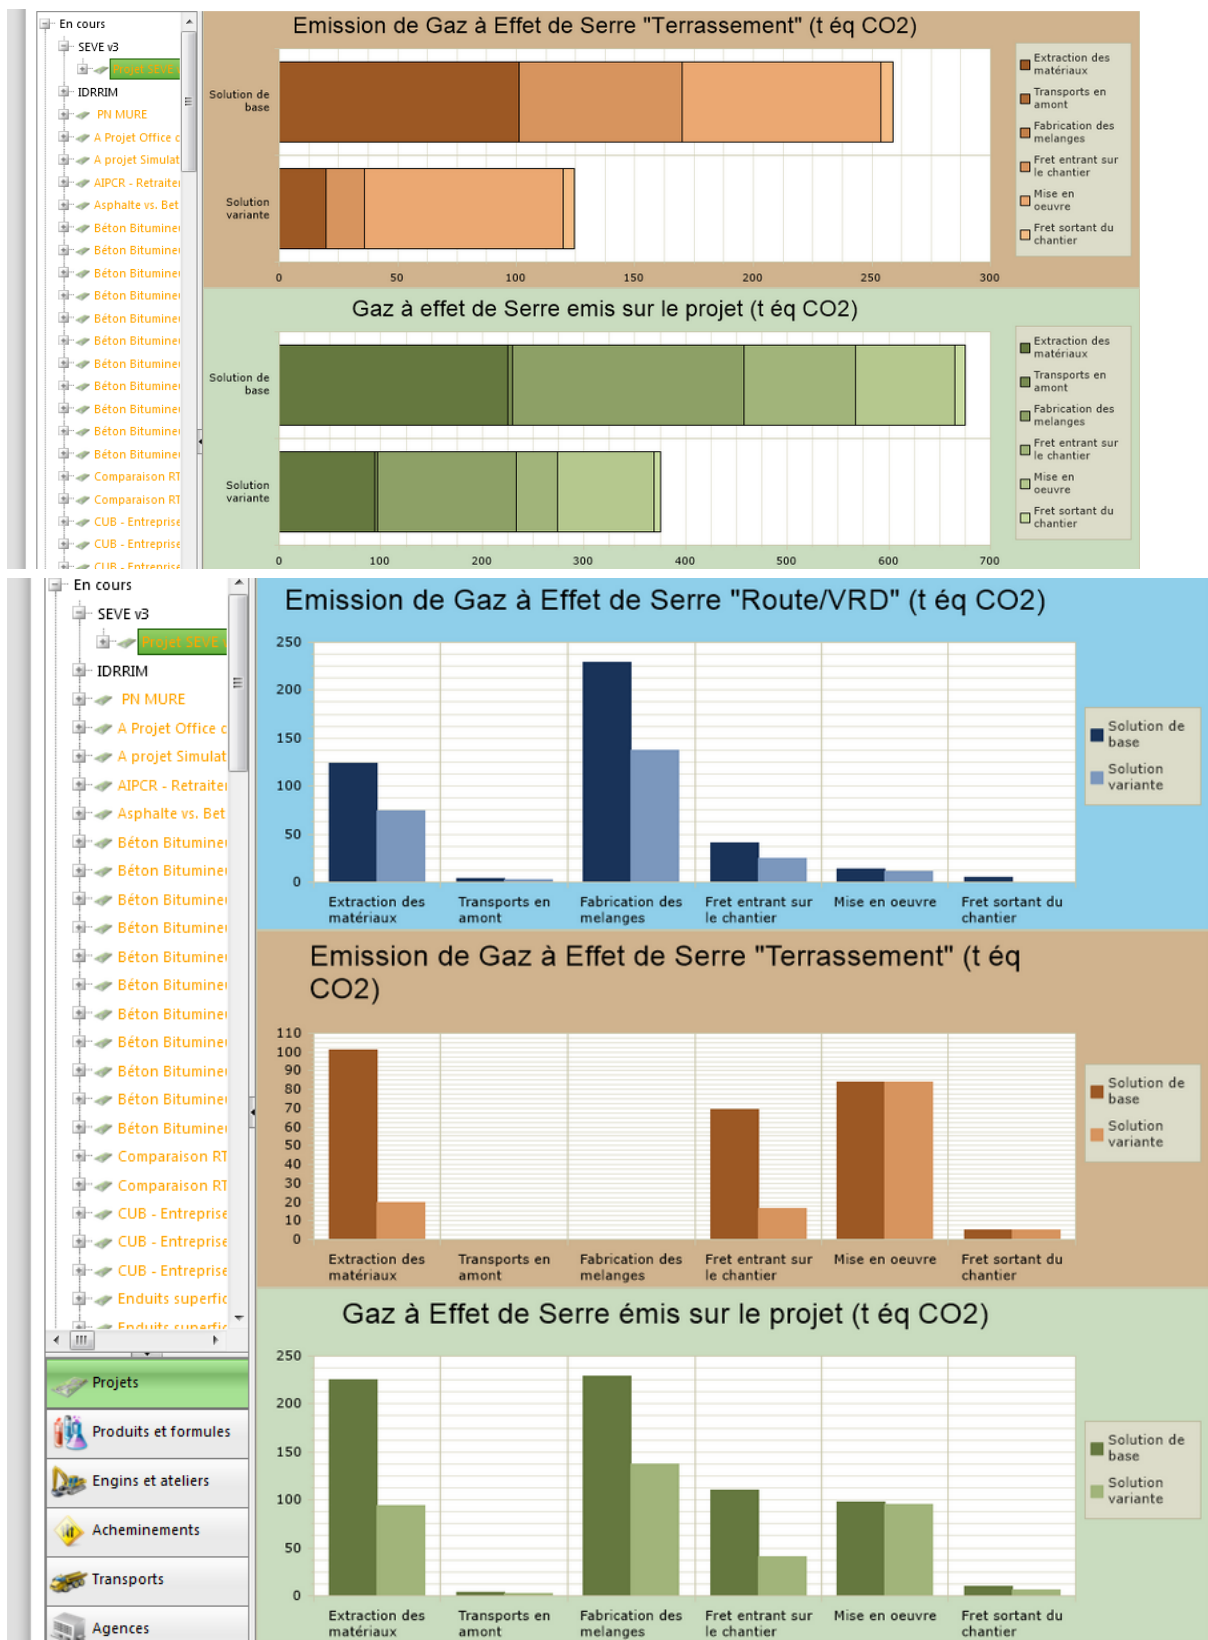 En cours
SEVE v3
Projet SEVE
IDRRIM
PN MURE
A Projet Office c
A projet Simulat
AIPCR - Retraite
Asphalte vs. Bet
Béton Bitumine
Béton Bitumine
Béton Bitumine
Béton Bitumine
Béton Bitumine
Béton Bitumine
Béton Bitumine
Béton Bitumine
Béton Bitumine
Béton Bitumine
Béton Bitumine
Comparaison RT
Comparaison RT
CUB - Entreprise
CUB - Entreprise
CUB - Entreprise
Emission de Gaz à Effet de Serre "Terrassement" (t éq CO2)
Solution de
base
Solution
variante
0 50 100 150 200 250 300
Extraction des
matériaux
Transports en
amont
Fabrication des
melanges
Fret entrant sur
le chantier
Mise en
oeuvre
Fret sortant du
chantier
Gaz à effet de Serre emis sur le projet (t éq CO2)
Solution de
base
Solution
variante
0 100 200 300 400 500 600 700
Extraction des
matériaux
Transports en
amont
Fabrication des
melanges
Fret entrant sur
le chantier
Mise en
oeuvre
Fret sortant du
chantier
En cours
SEVE v3
Projet SEVE
IDRRIM
PN MURE
A Projet Office c
A projet Simulat
AIPCR - Retraite
Asphalte vs. Bet
Béton Bitumine
Béton Bitumine
Béton Bitumine
Béton Bitumine
Béton Bitumine
Béton Bitumine
Béton Bitumine
Béton Bitumine
Béton Bitumine
Béton Bitumine
Béton Bitumine
Comparaison RT
Comparaison RT
CUB - Entreprise
CUB - Entreprise
CUB - Entreprise
Enduits superfic
Enduits superfic
Projets
Produits et formules
Engins et ateliers
Acheminements
Transports
Agences
Emission de Gaz à Effet de Serre "Route/VRD" (t éq CO2)
250
200
150
100
50
0
Extraction des
matériaux
Transports en
amont
Fabrication des
melanges
Fret entrant sur
le chantier
Mise en oeuvre
Fret sortant du
chantier
Solution de
base
Solution
variante
Emission de Gaz à Effet de Serre "Terrassement" (t éq
CO2)
110
100
90
80
70
60
50
40
30
20
10
0
Extraction des
matériaux
Transports en
amont
Fabrication des
melanges
Fret entrant sur
le chantier
Mise en oeuvre
Fret sortant du
chantier
Solution de
base
Solution
variante
Gaz à Effet de Serre émis sur le projet (t éq CO2)
250
200
150
100
50
0
Extraction des
matériaux
Transports en
amont
Fabrication des
melanges
Fret entrant sur
le chantier
Mise en oeuvre
Fret sortant du
chantier
Solution de
base
Solution
variante